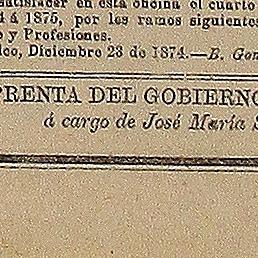 satisfacer en esta oficina el cuarto
á 1875, por los ramos siguientes
y Profesiones.
Diciembre 23 de 1874.—B. Gon
PRENTA DEL GOBIERNO
á cargo de José María S